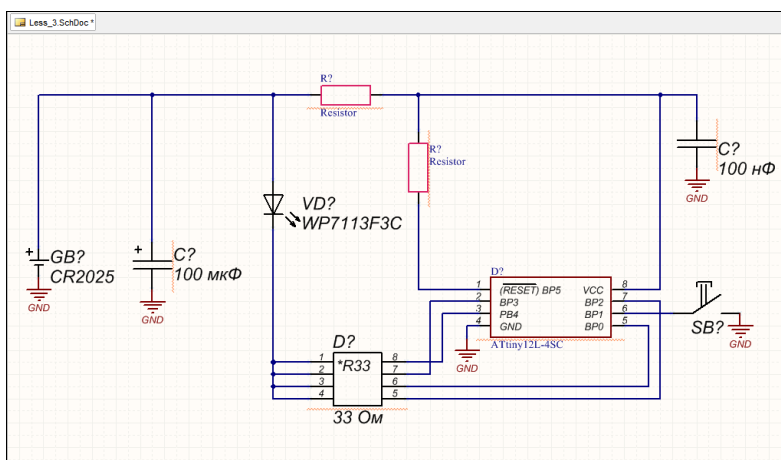 Less_3.SchDoc *
R?
Resistor
R?
Resistor
C?
100 нФ
GND
VD?
WP7113F3C
+
GB?
CR2025
GND
+
C?
100 мкФ
GND
D?
1 (RESET) BP5 VCC 8
2 BP3 BP2 7
3 PB4 BP1 6
4 GND BP0 5
ATtiny12L-4SC
SB?
GND
GND
D?
1 *R33 8
2 7
3 6
4 5
33 Ом